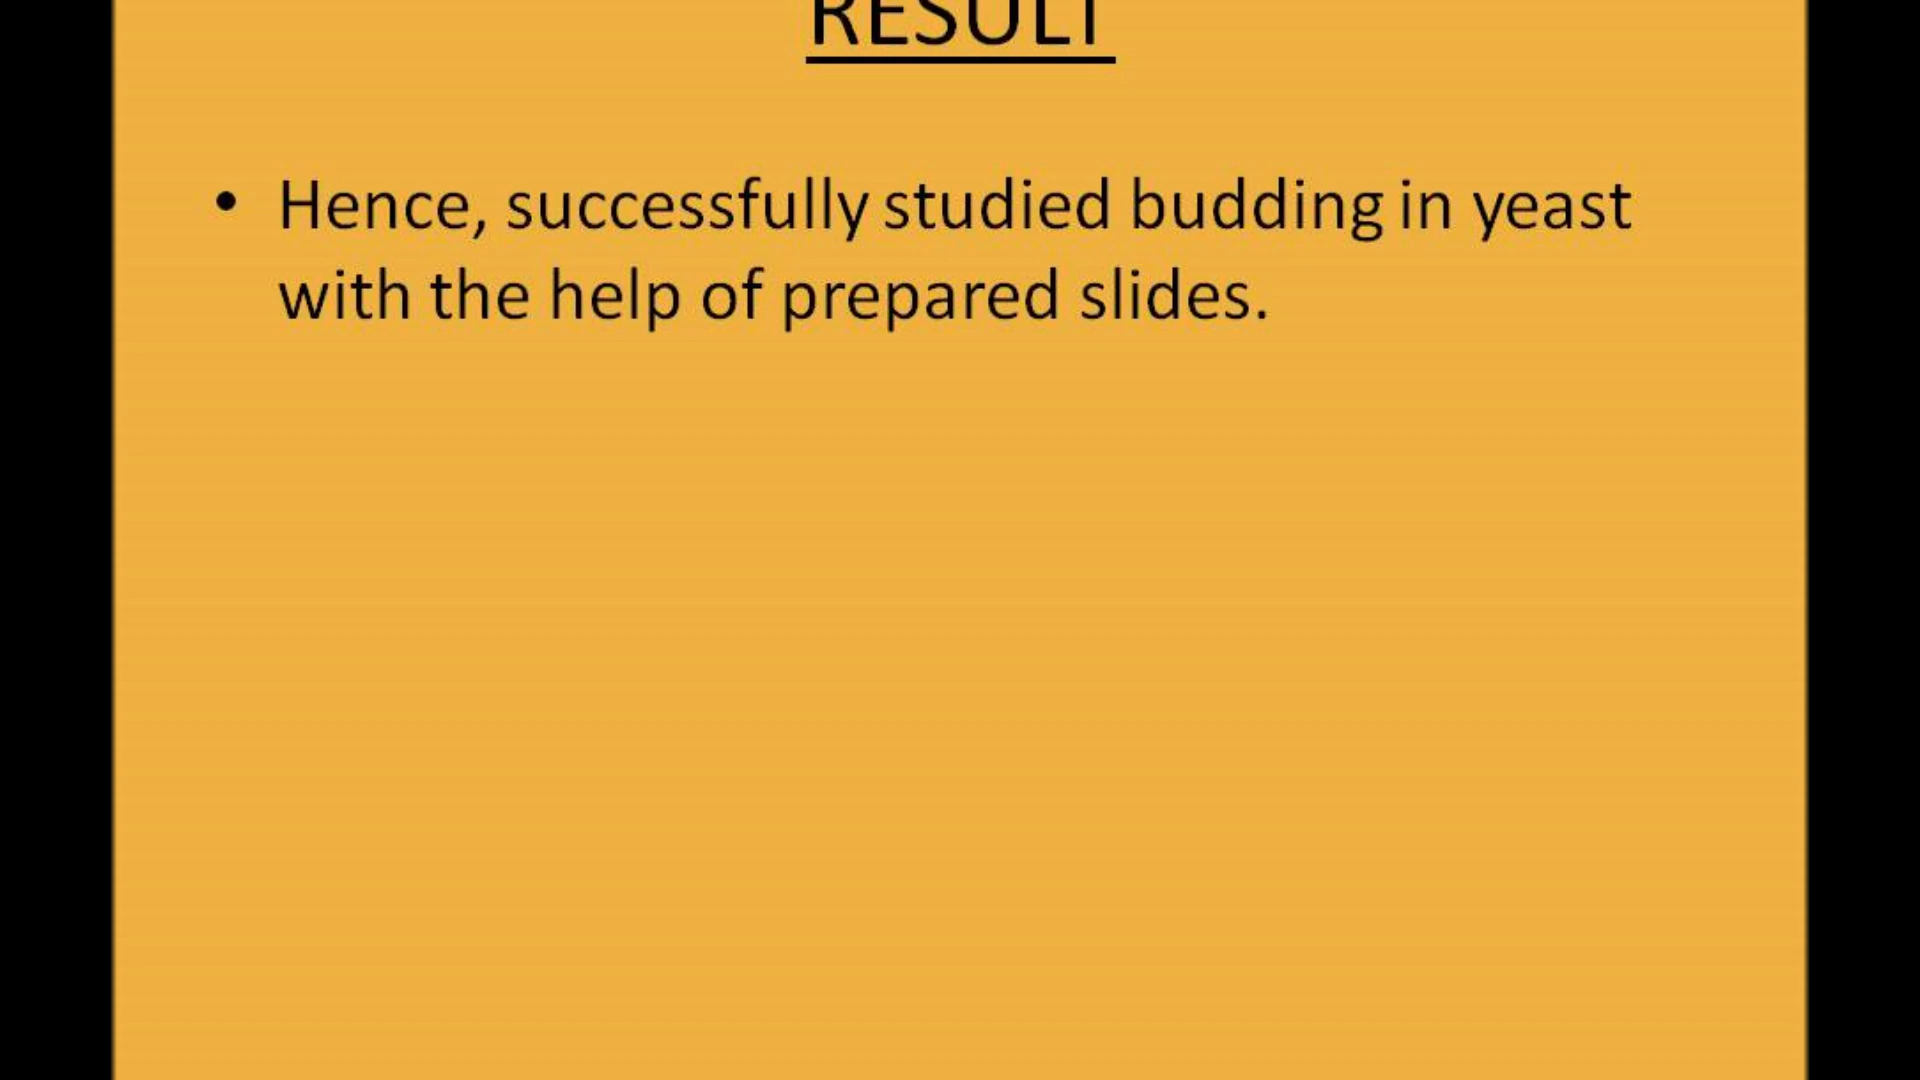 RESULT
• Hence, successfully studied budding in yeast
with the help of prepared slides.